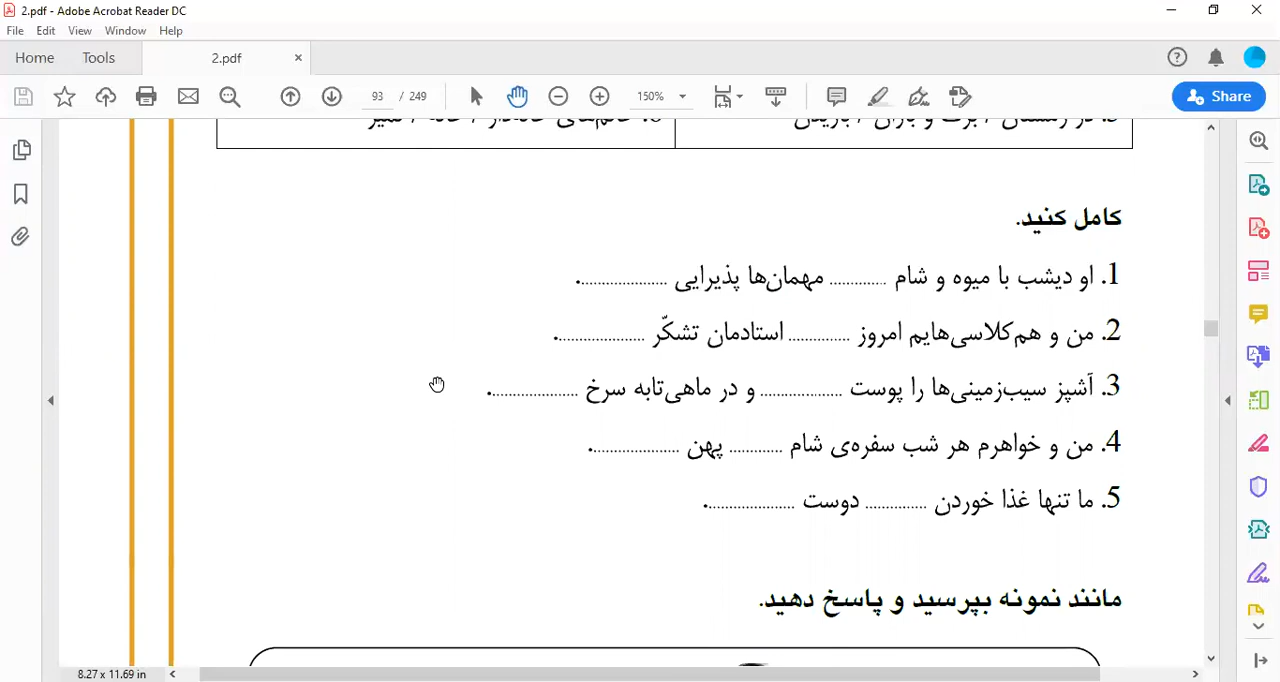 2.pdf - Adobe Acrobat Reader DC
File Edit View Window Help
Home Tools 2.pdf
93 / 249 150% Share
کامل کنید.
1. او دیشب با میوه و شام .............. مهمان‌ها پذیرایی ......................
2. من و هم‌کلاسی‌هایم امروز ............... استادمان تشکّر ......................
3. آشپز سیب‌زمینی‌ها را پوست .................... و در ماهی‌تابه سرخ ......................
4. من و خواهرم هر شب سفره‌ی شام ............. پهن ......................
5. ما تنها غذا خوردن ............... دوست ......................
مانند نمونه بپرسید و پاسخ دهید.
8.27 x 11.69 in